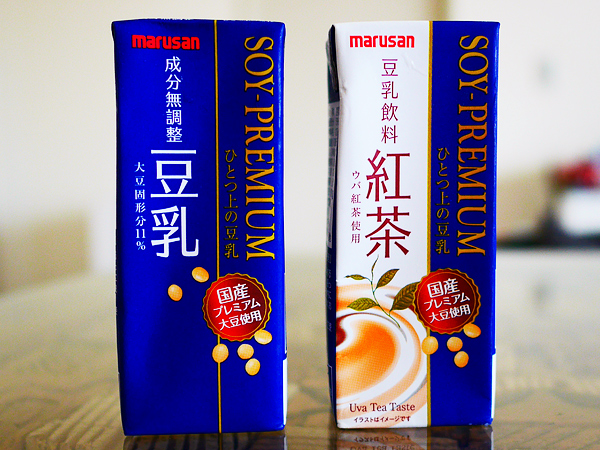 marusan
成分無調整
豆乳
大豆固形分11%
SOY-PREMIUM
ひとつ上の豆乳
国産
プレミアム
大豆使用
marusan
豆乳飲料
紅茶
ウバ紅茶使用
SOY-PREMIUM
ひとつ上の豆乳
国産
プレミアム
大豆使用
Uva Tea Taste
イラストはイメージです